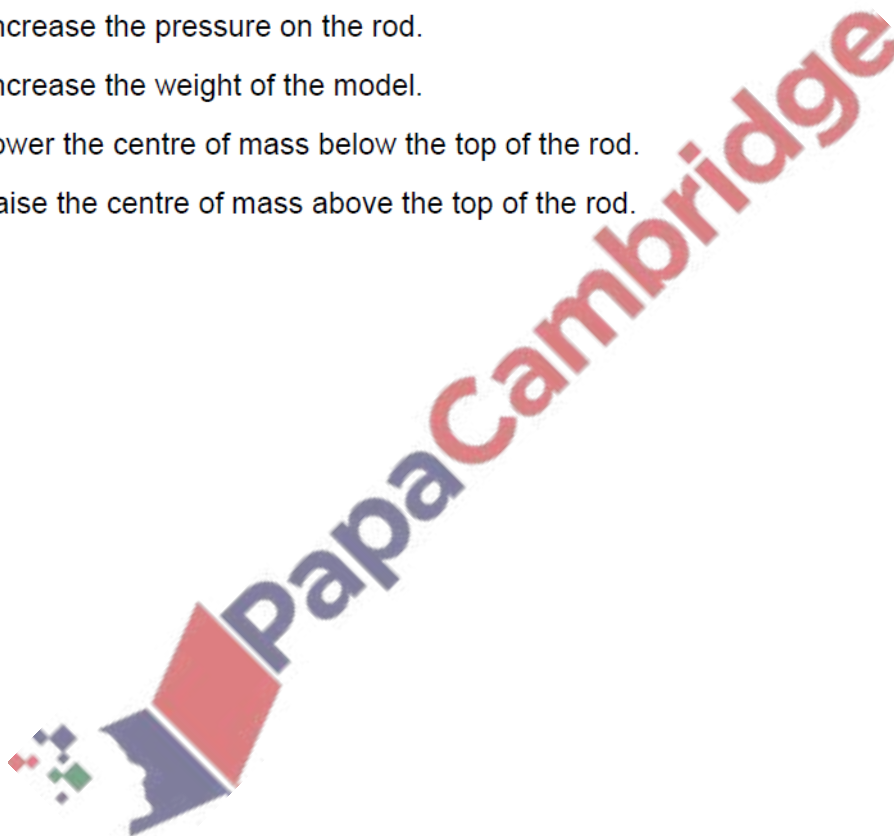 ncrease the pressure on the rod.
ncrease the weight of the model.
ower the centre of mass below the top of the rod.
aise the centre of mass above the top of the rod.
PapaCambridge